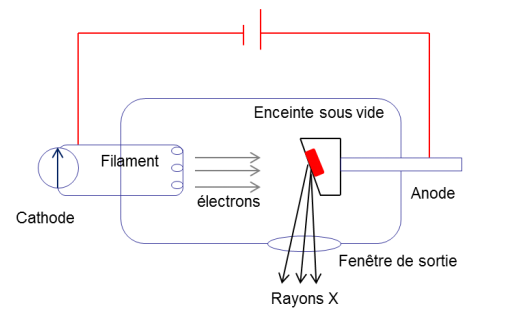 Enceinte sous vide
Filament
électrons
Anode
Cathode
Fenêtre de sortie
Rayons X